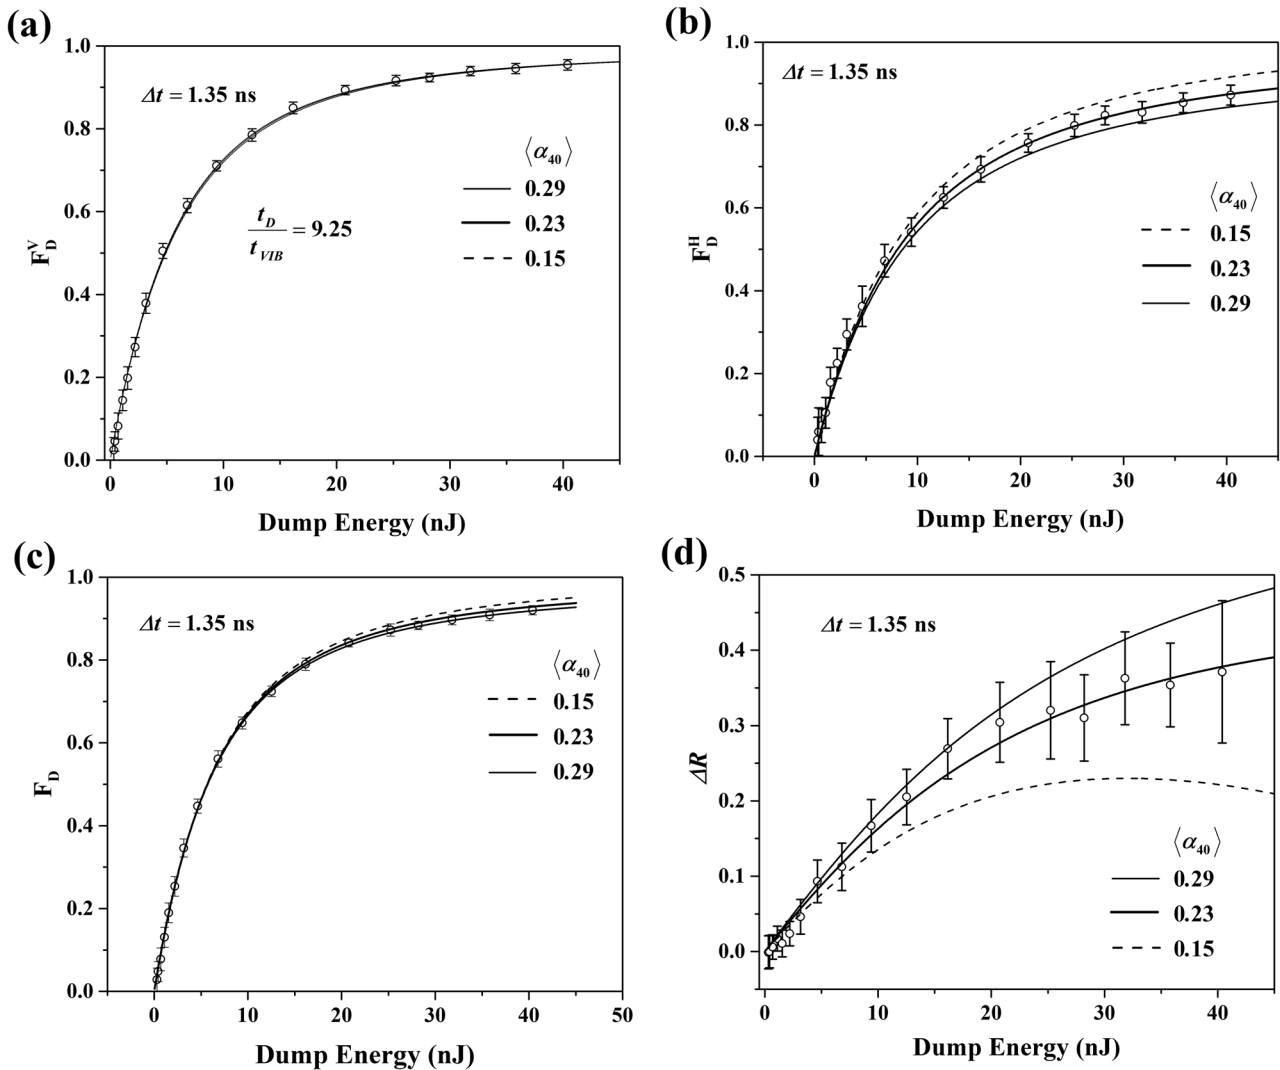 (a)
1.0
0.8
0.6
0.4
0.2
0.0
F_D^V
Δt = 1.35 ns
⟨α₄₀⟩
0.29
0.23
0.15
t_D / t_VIB = 9.25
0 10 20 30 40
Dump Energy (nJ)
(b)
1.0
0.8
0.6
0.4
0.2
0.0
F_D^H
Δt = 1.35 ns
⟨α₄₀⟩
0.15
0.23
0.29
0 10 20 30 40
Dump Energy (nJ)
(c)
1.0
0.8
0.6
0.4
0.2
0.0
F_D
Δt = 1.35 ns
⟨α₄₀⟩
0.15
0.23
0.29
0 10 20 30 40 50
Dump Energy (nJ)
(d)
0.5
0.4
0.3
0.2
0.1
0.0
ΔR
Δt = 1.35 ns
⟨α₄₀⟩
0.29
0.23
0.15
0 10 20 30 40
Dump Energy (nJ)